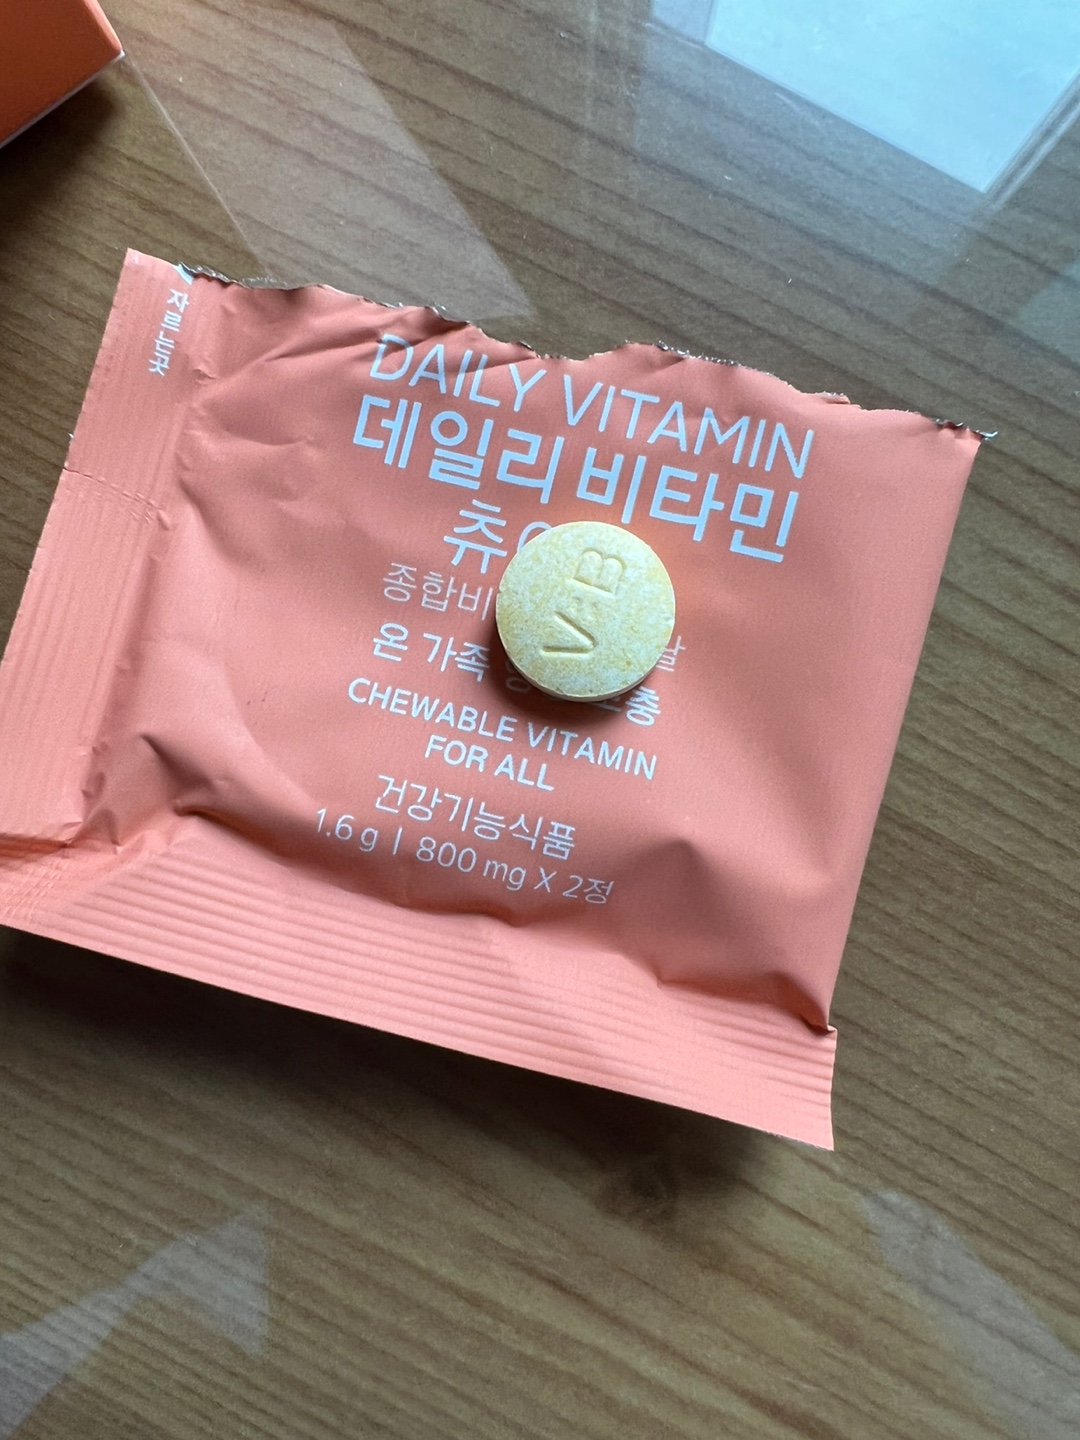 자르는곳
DAILY VITAMIN
데일리 비타민
츄
종합비
온 가족
CHEWABLE VITAMIN
FOR ALL
건강기능식품
1.6 g | 800 mg X 2정
V:B